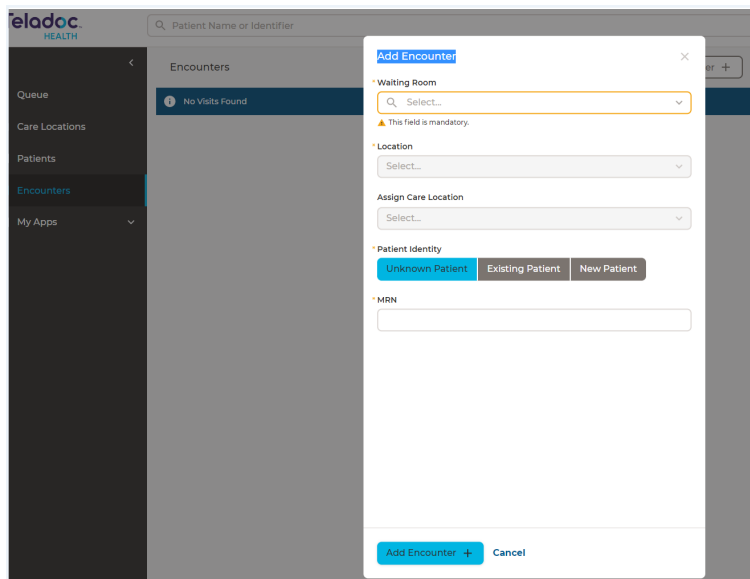 Teladoc
HEALTH
Patient Name or Identifier
Queue
Care Locations
Patients
Encounters
My Apps
Encounters
er +
No Visits Found
Add Encounter
* Waiting Room
Select...
This field is mandatory.
* Location
Select...
Assign Care Location
Select...
* Patient Identity
Unknown Patient Existing Patient New Patient
* MRN
Add Encounter + Cancel